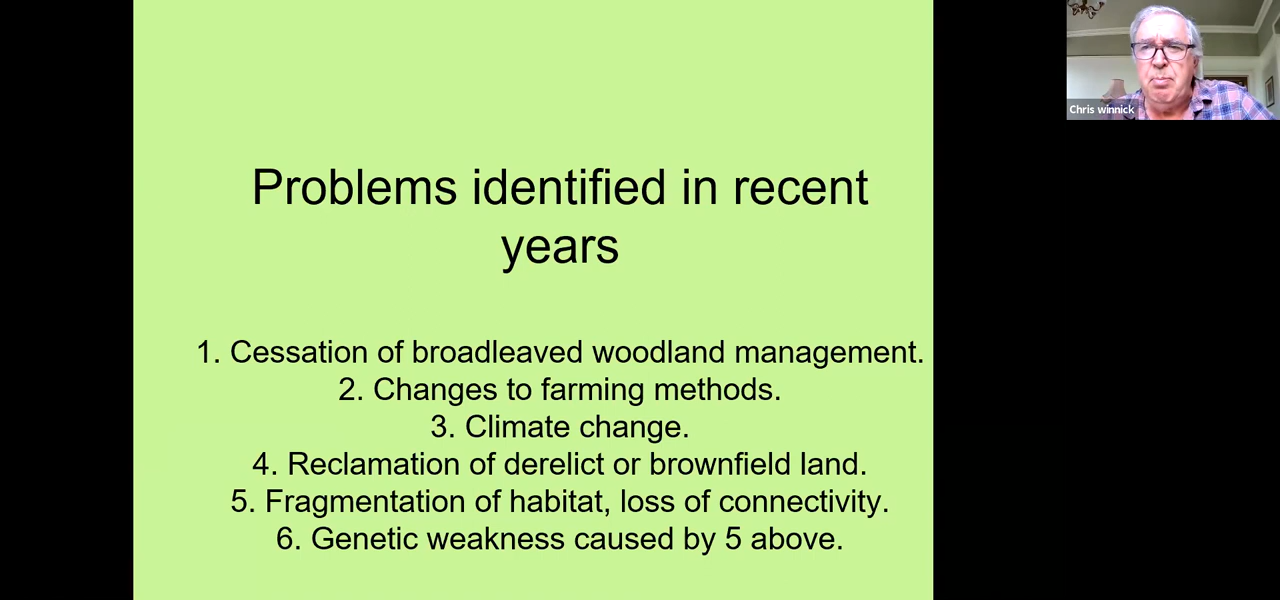 Problems identified in recent
years
1. Cessation of broadleaved woodland management.
2. Changes to farming methods.
3. Climate change.
4. Reclamation of derelict or brownfield land.
5. Fragmentation of habitat, loss of connectivity.
6. Genetic weakness caused by 5 above.
Chris winnick